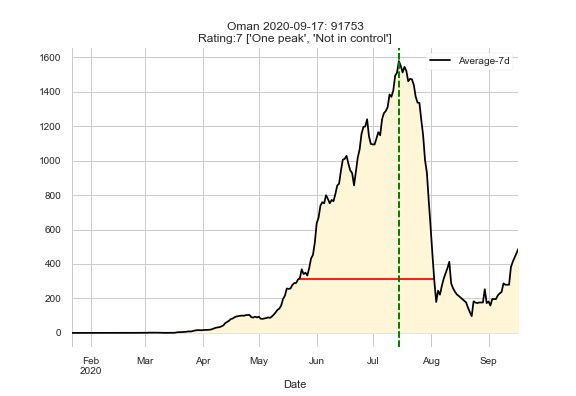 Oman 2020-09-17: 91753
Rating:7 ['One peak', 'Not in control']
Average-7d
1600
1400
1200
1000
800
600
400
200
0
Feb Mar Apr May Jun Jul Aug Sep
2020
Date